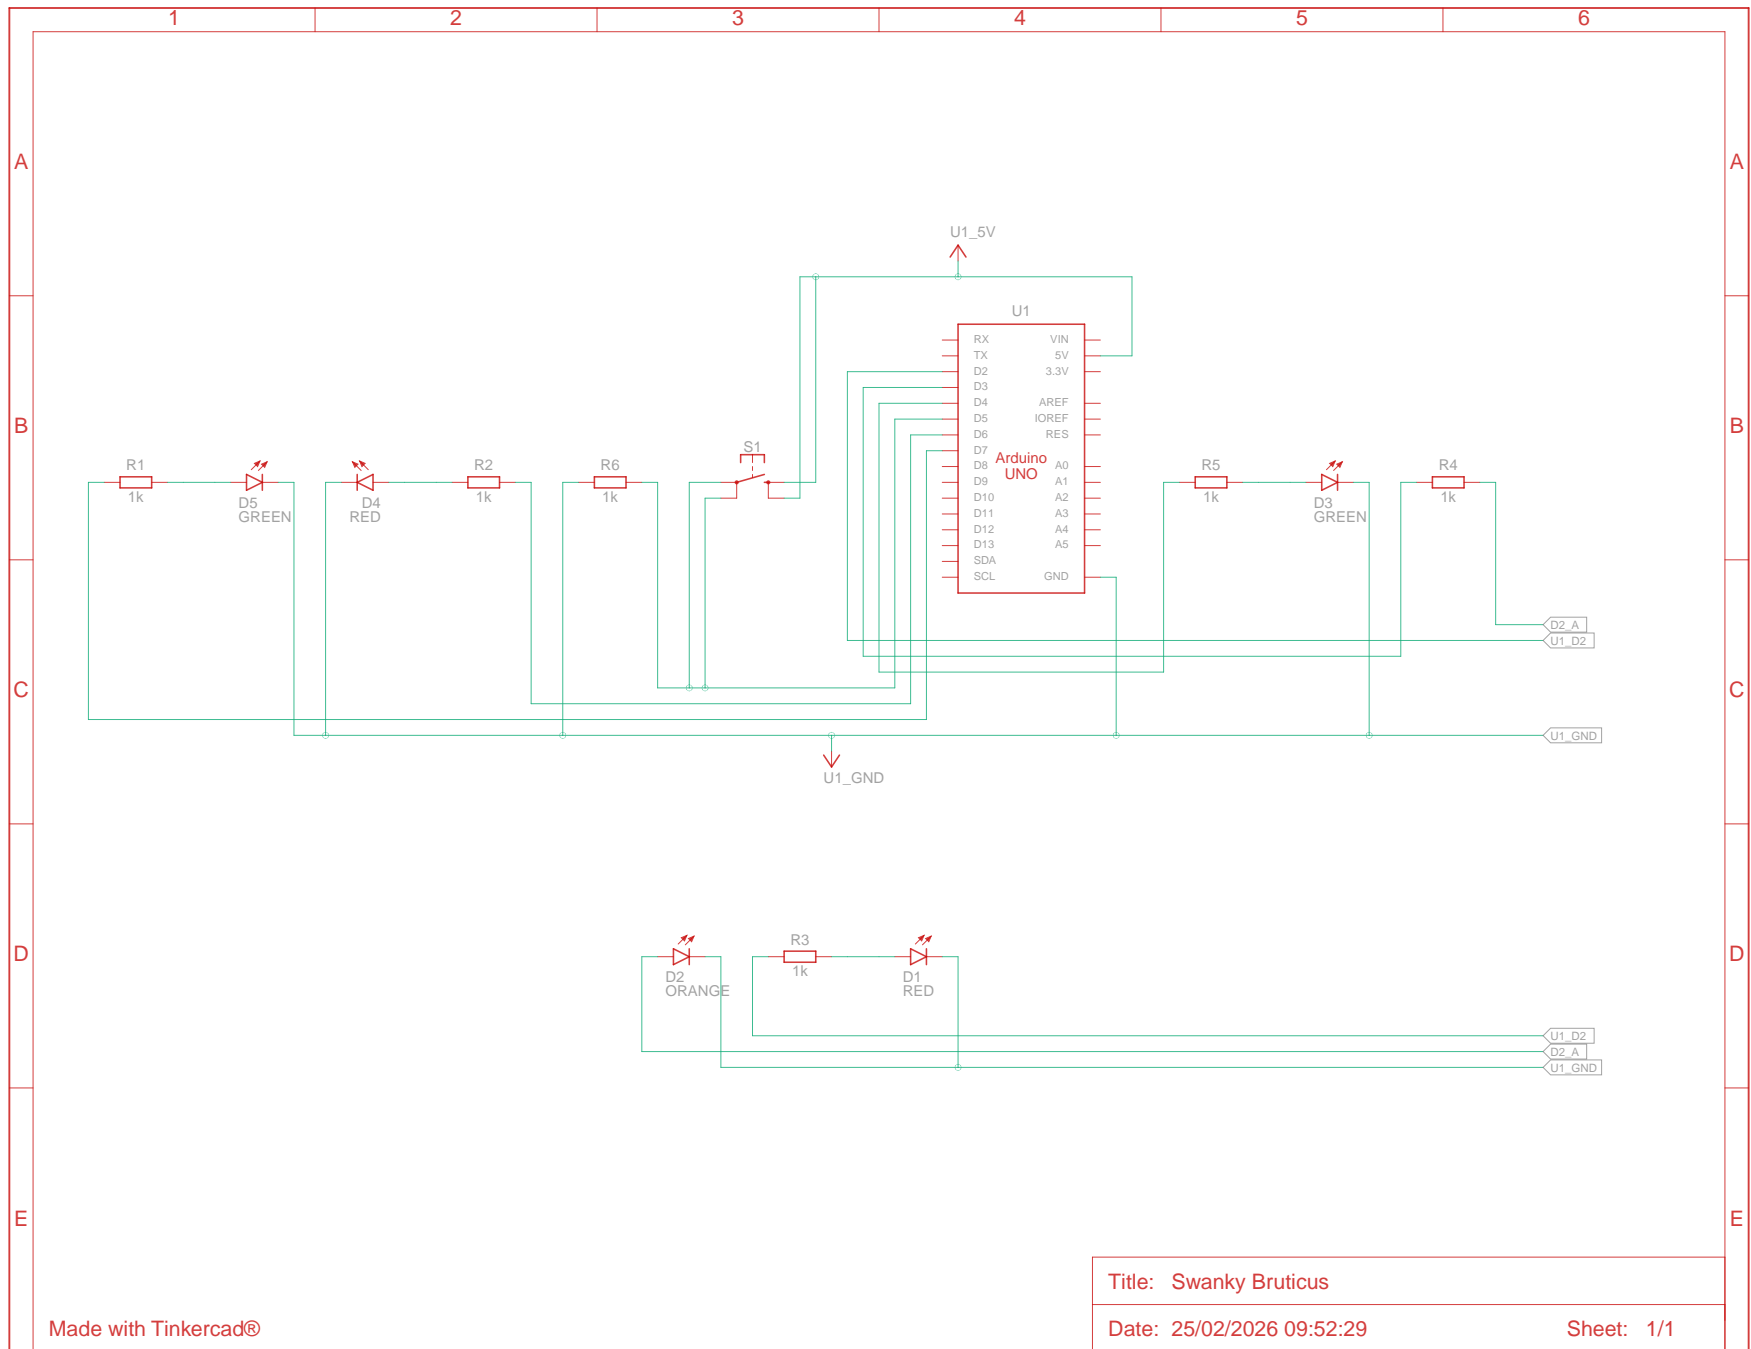 1 2 3 4 5 6
A A
U1_5V
U1
RX VIN
TX 5V
D2 3.3V
D3
D4 AREF
D5 IOREF
B B
D6 RES
S1
D7
Arduino
R1 R2 R6 D8 A0 R5 R4
UNO
D9 A1
1k 1k 1k D10 A2 1k 1k
D5 D4 D3
GREEN RED D11 A3 GREEN
D12 A4
D13 A5
SDA
SCL GND
D2_A
U1_D2
C C
U1_GND
U1_GND
R3
D D
1k
D2 D1
ORANGE RED
U1_D2
D2_A
U1_GND
E E
Title: Swanky Bruticus
Made with Tinkercad® Date: 25/02/2026 09:52:29 Sheet: 1/1